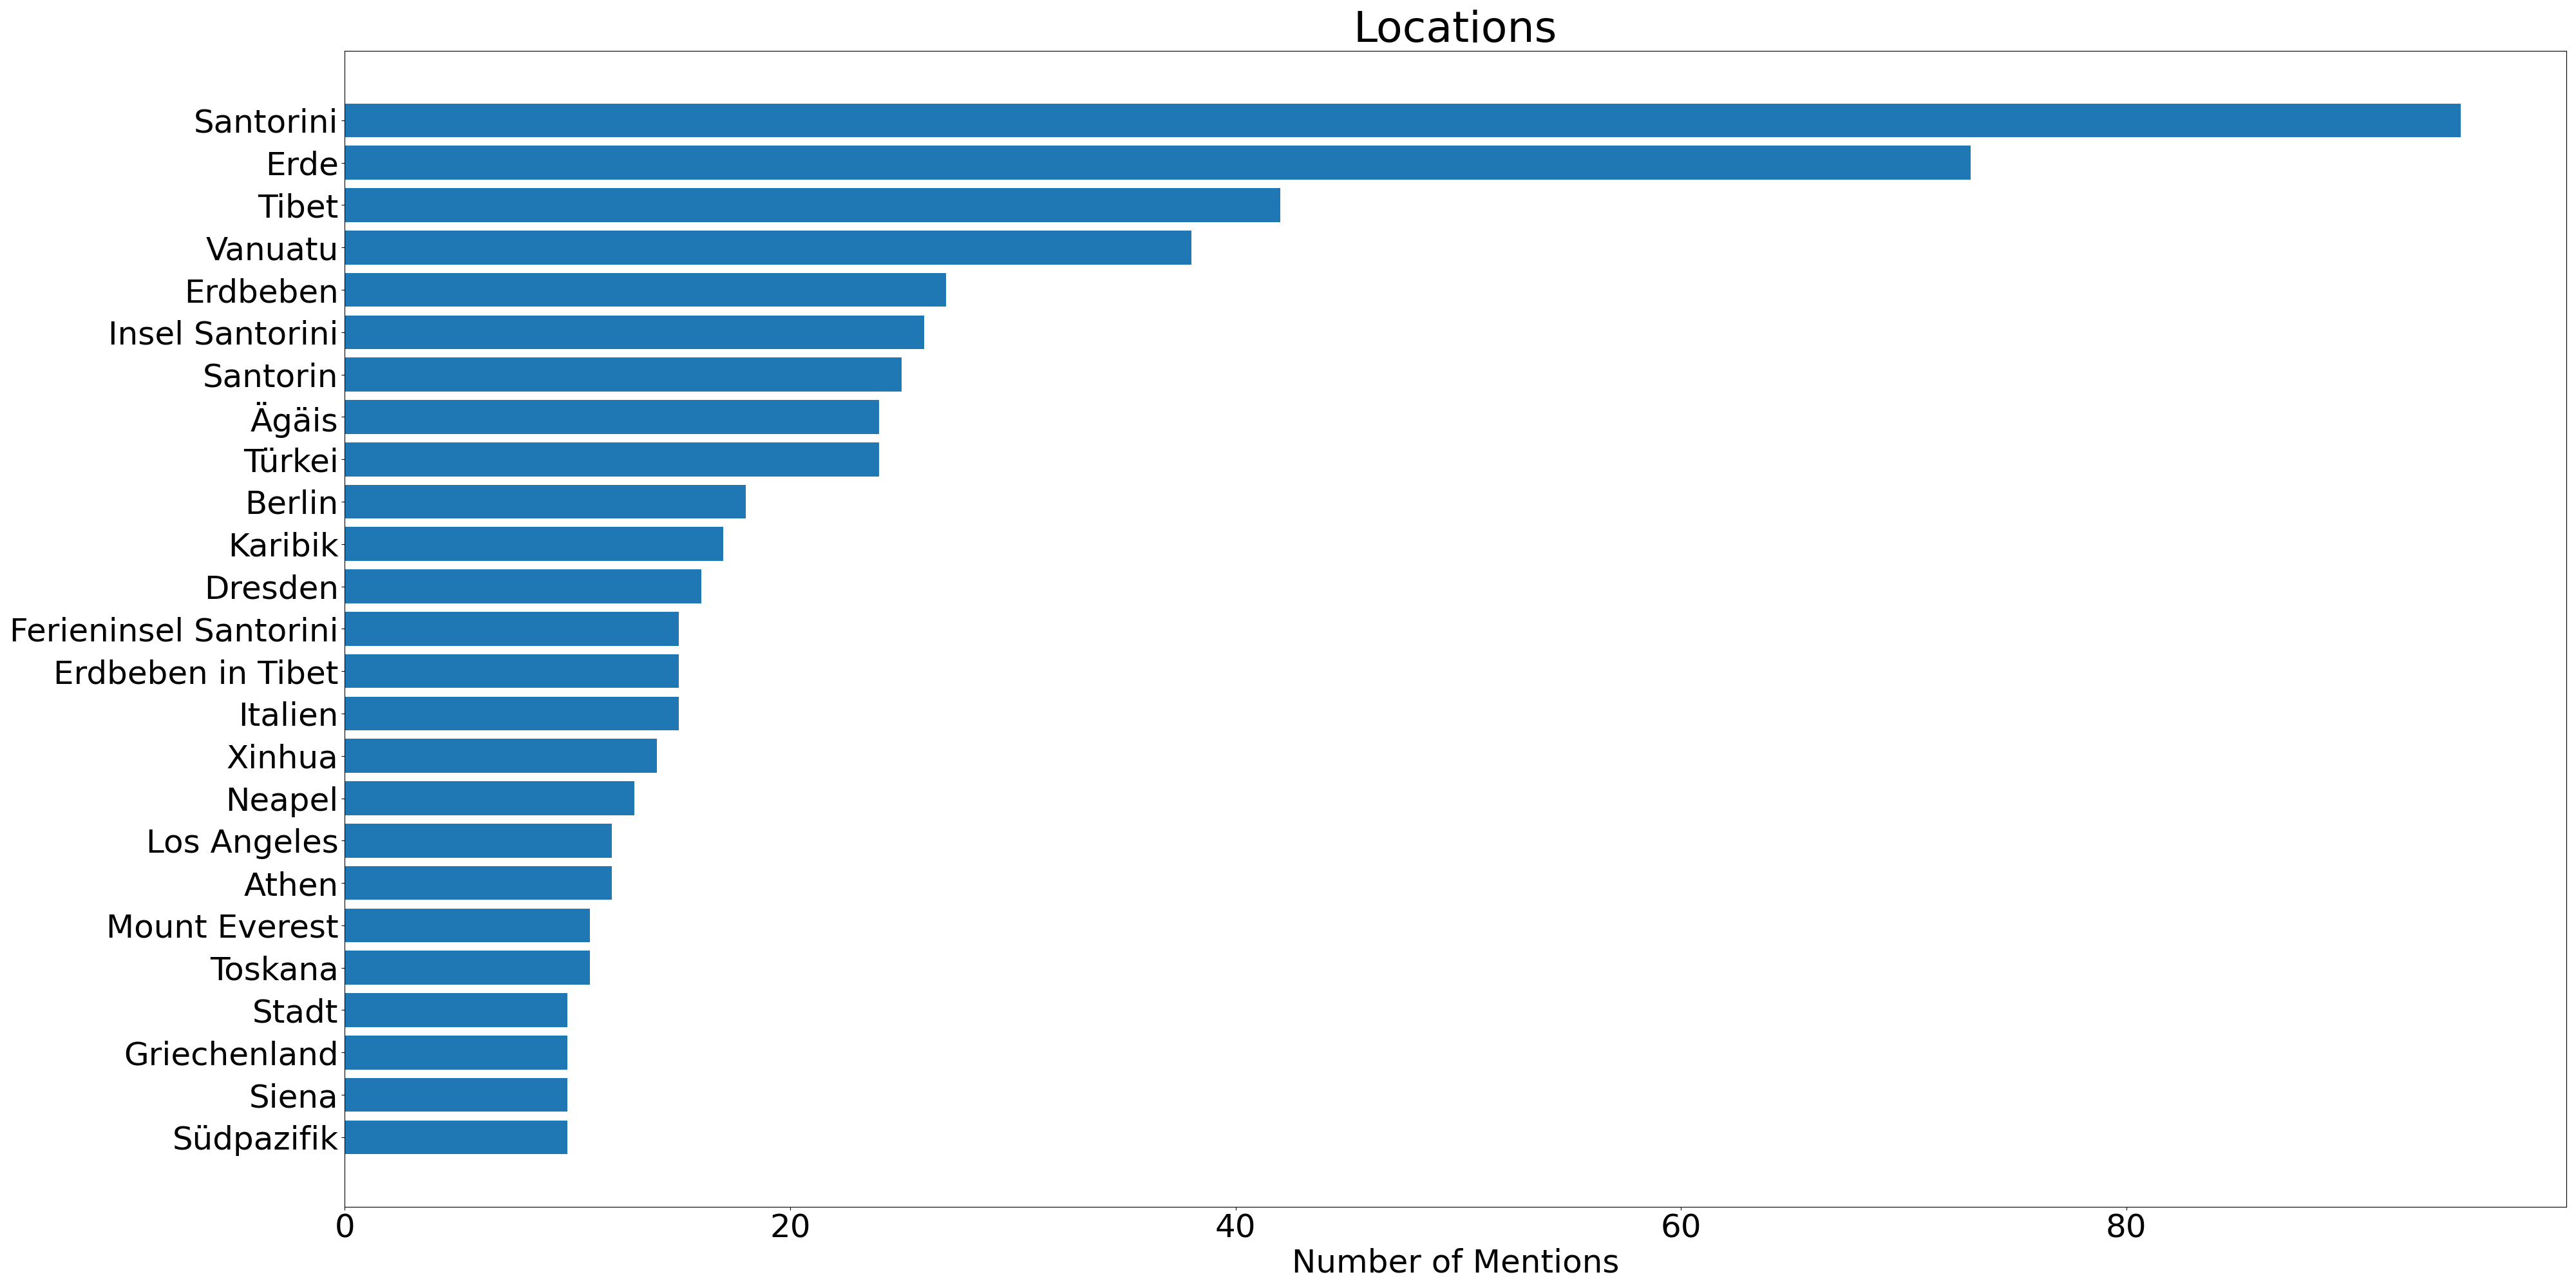 Locations
Santorini
Erde
Tibet
Vanuatu
Erdbeben
Insel Santorini
Santorin
Ägäis
Türkei
Berlin
Karibik
Dresden
Ferieninsel Santorini
Erdbeben in Tibet
Italien
Xinhua
Neapel
Los Angeles
Athen
Mount Everest
Toskana
Stadt
Griechenland
Siena
Südpazifik
0 20 40 60 80
Number of Mentions